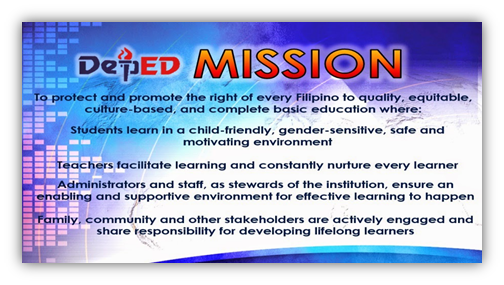 DepED MISSION
To protect and promote the right of every Filipino to quality, equitable,
culture-based, and complete basic education where:
Students learn in a child-friendly, gender-sensitive, safe and
motivating environment
Teachers facilitate learning and constantly nurture every learner
Administrators and staff, as stewards of the institution, ensure an
enabling and supportive environment for effective learning to happen
Family, community and other stakeholders are actively engaged and
share responsibility for developing lifelong learners